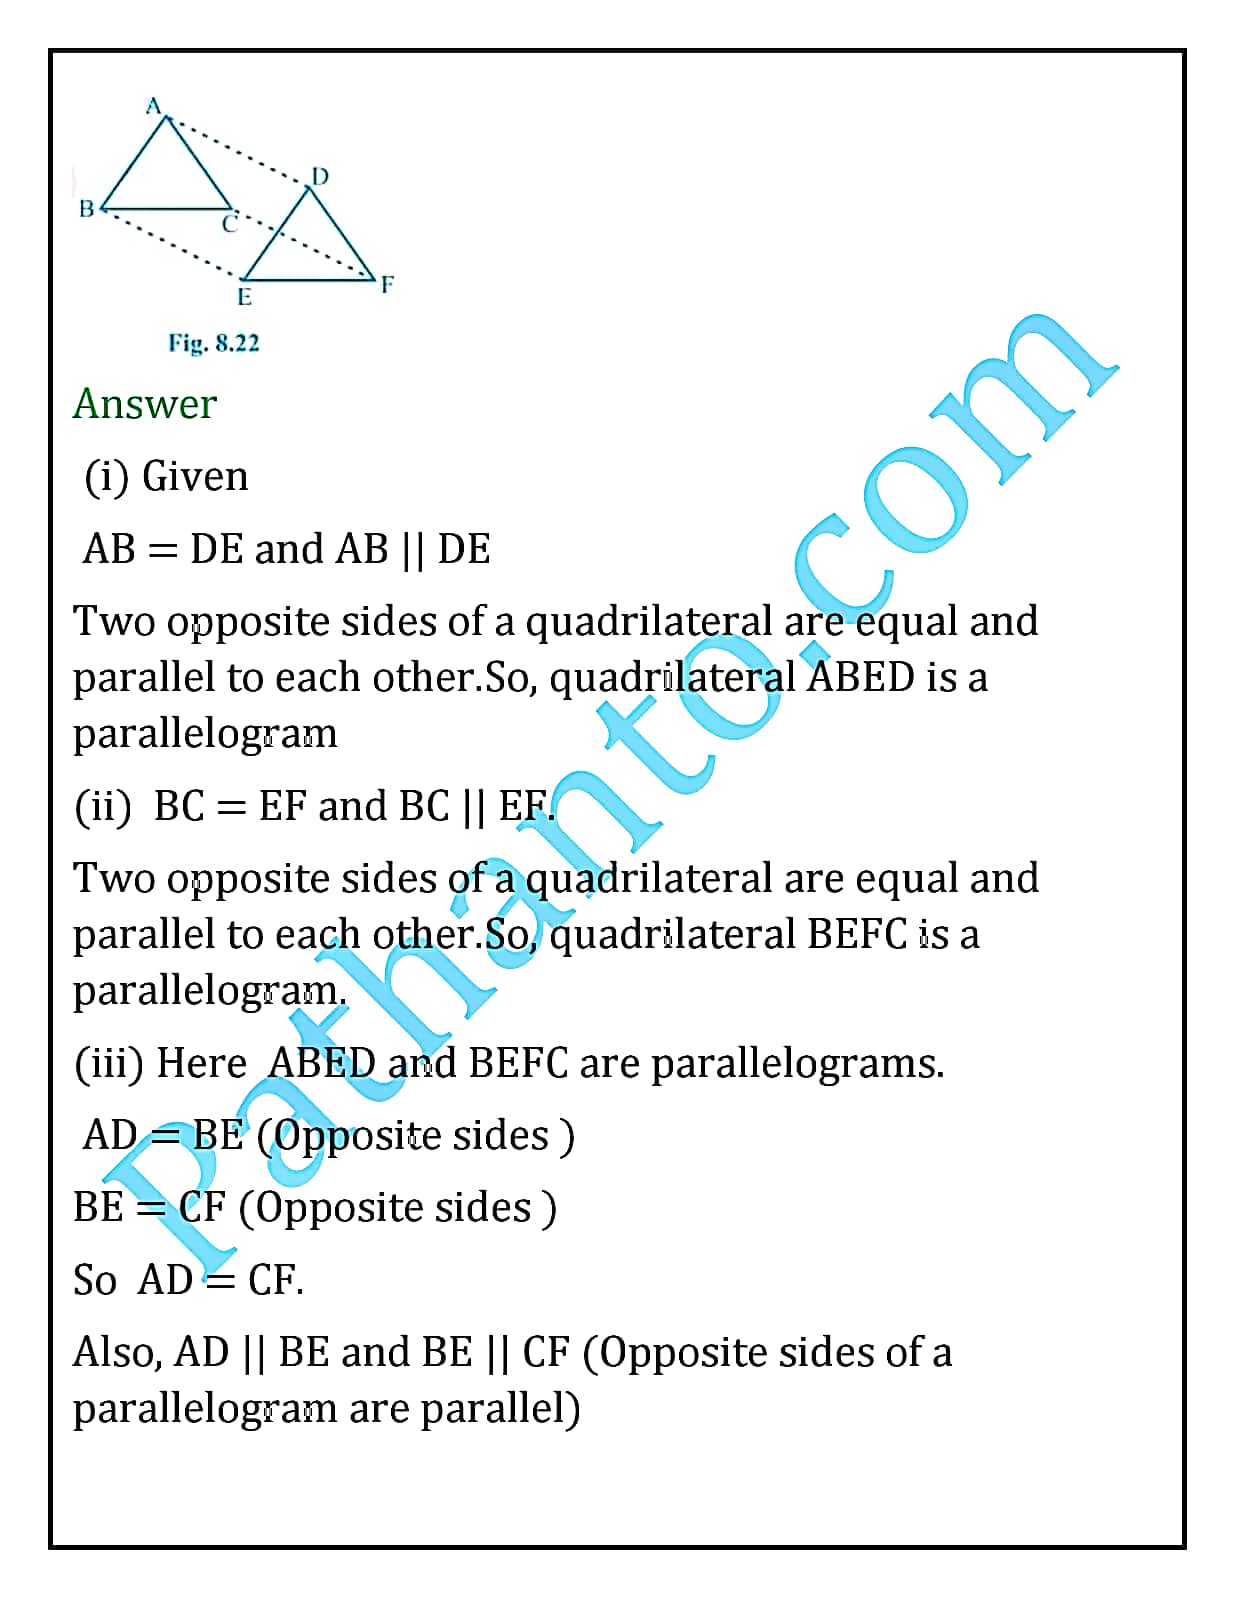 A
D
B
C
F
E
Fig. 8.22
Answer
(i) Given
AB = DE and AB || DE
Two opposite sides of a quadrilateral are equal and
parallel to each other.So, quadrilateral ABED is a
parallelogram
(ii) BC = EF and BC || EF.
Two opposite sides of a quadrilateral are equal and
parallel to each other.So, quadrilateral BEFC is a
parallelogram.
(iii) Here ABED and BEFC are parallelograms.
AD = BE (Opposite sides )
BE = CF (Opposite sides )
So AD = CF.
Also, AD || BE and BE || CF (Opposite sides of a
parallelogram are parallel)
Pathanto.com